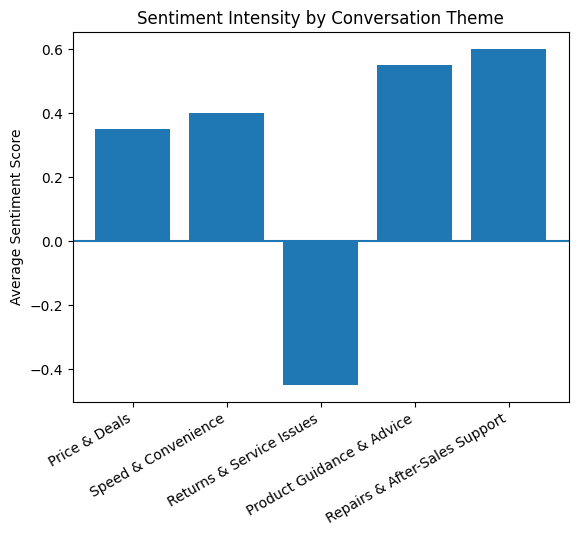 Sentiment Intensity by Conversation Theme
Average Sentiment Score
0.6
0.4
0.2
0.0
−0.2
−0.4
Price & Deals
Speed & Convenience
Returns & Service Issues
Product Guidance & Advice
Repairs & After-Sales Support